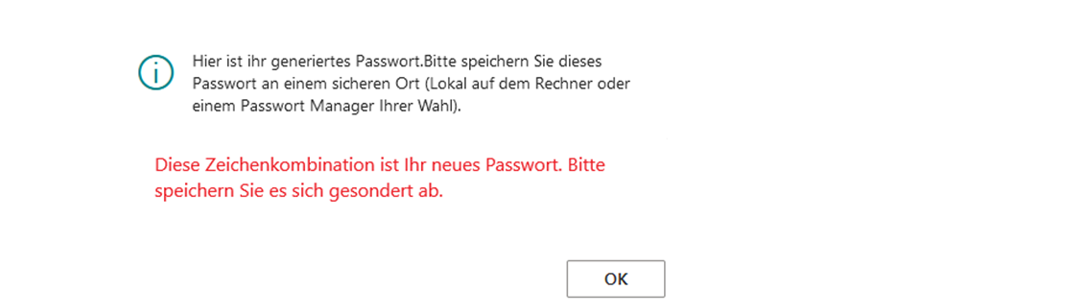 Hier ist ihr generiertes Passwort.Bitte speichern Sie dieses
Passwort an einem sicheren Ort (Lokal auf dem Rechner oder
einem Passwort Manager Ihrer Wahl).
Diese Zeichenkombination ist Ihr neues Passwort. Bitte
speichern Sie es sich gesondert ab.
OK